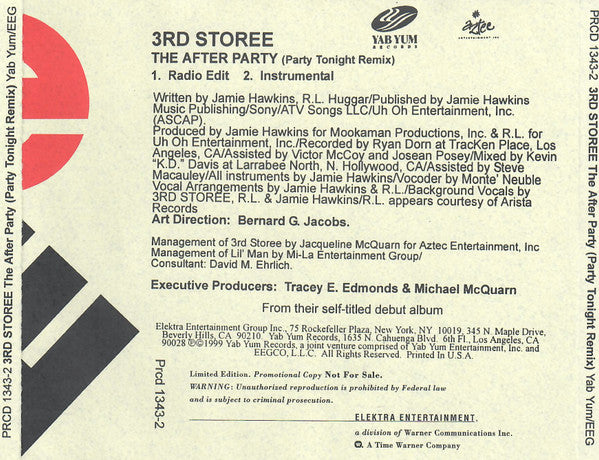 3RD STOREE
THE AFTER PARTY (Party Tonight Remix)
1. Radio Edit 2. Instrumental
YAB YUM
RECORDS
aztec
ENTERTAINMENT, INC
Written by Jamie Hawkins, R.L. Huggar/Published by Jamie Hawkins
Music Publishing/Sony/ATV Songs LLC/Uh Oh Entertainment, Inc.
(ASCAP).
Produced by Jamie Hawkins for Mookaman Productions, Inc. & R.L. for
Uh Oh Entertainment, Inc./Recorded by Ryan Dorn at TracKen Place, Los
Angeles, CA/Assisted by Victor McCoy and Josean Posey/Mixed by Kevin
"K.D." Davis at Larrabee North, N. Hollywood, CA/Assisted by Steve
Macauley/All instruments by Jamie Hawkins/Vocoder by Monte' Neuble
Vocal Arrangements by Jamie Hawkins & R.L./Background Vocals by
3RD STOREE, R.L. & Jamie Hawkins/R.L. appears courtesy of Arista
Records
Art Direction: Bernard G. Jacobs.
Management of 3rd Storee by Jacqueline McQuarn for Aztec Entertainment, Inc
Management of Lil' Man by Mi-La Entertainment Group/
Consultant: David M. Ehrlich.
Executive Producers: Tracey E. Edmonds & Michael McQuarn
From their self-titled debut album
Elektra Entertainment Group Inc., 75 Rockefeller Plaza, New York, NY 10019, 345 N. Maple Drive,
Beverly Hills, CA 90210. Yab Yum Records, 1635 N. Cahuenga Blvd. 6th Fl., Los Angeles, CA
90028 ℗©1999 Yab Yum Records, a joint venture comprised of Yab Yum Entertainment, Inc. and
EEGCO, L.L.C. All Rights Reserved. Printed In U.S.A.
Limited Edition. Promotional Copy Not For Sale.
WARNING: Unauthorized reproduction is prohibited by Federal law
and is subject to criminal prosecution.
ELEKTRA ENTERTAINMENT,
a division of Warner Communications Inc.
A Time Warner Company
Prcd 1343-2
PRCD 1343-2 3RD STOREE The After Party (Party Tonight Remix) Yab Yum/EEG
PRCD 1343-2 3RD STOREE The After Party (Party Tonight Remix) Yab Yum/EEG